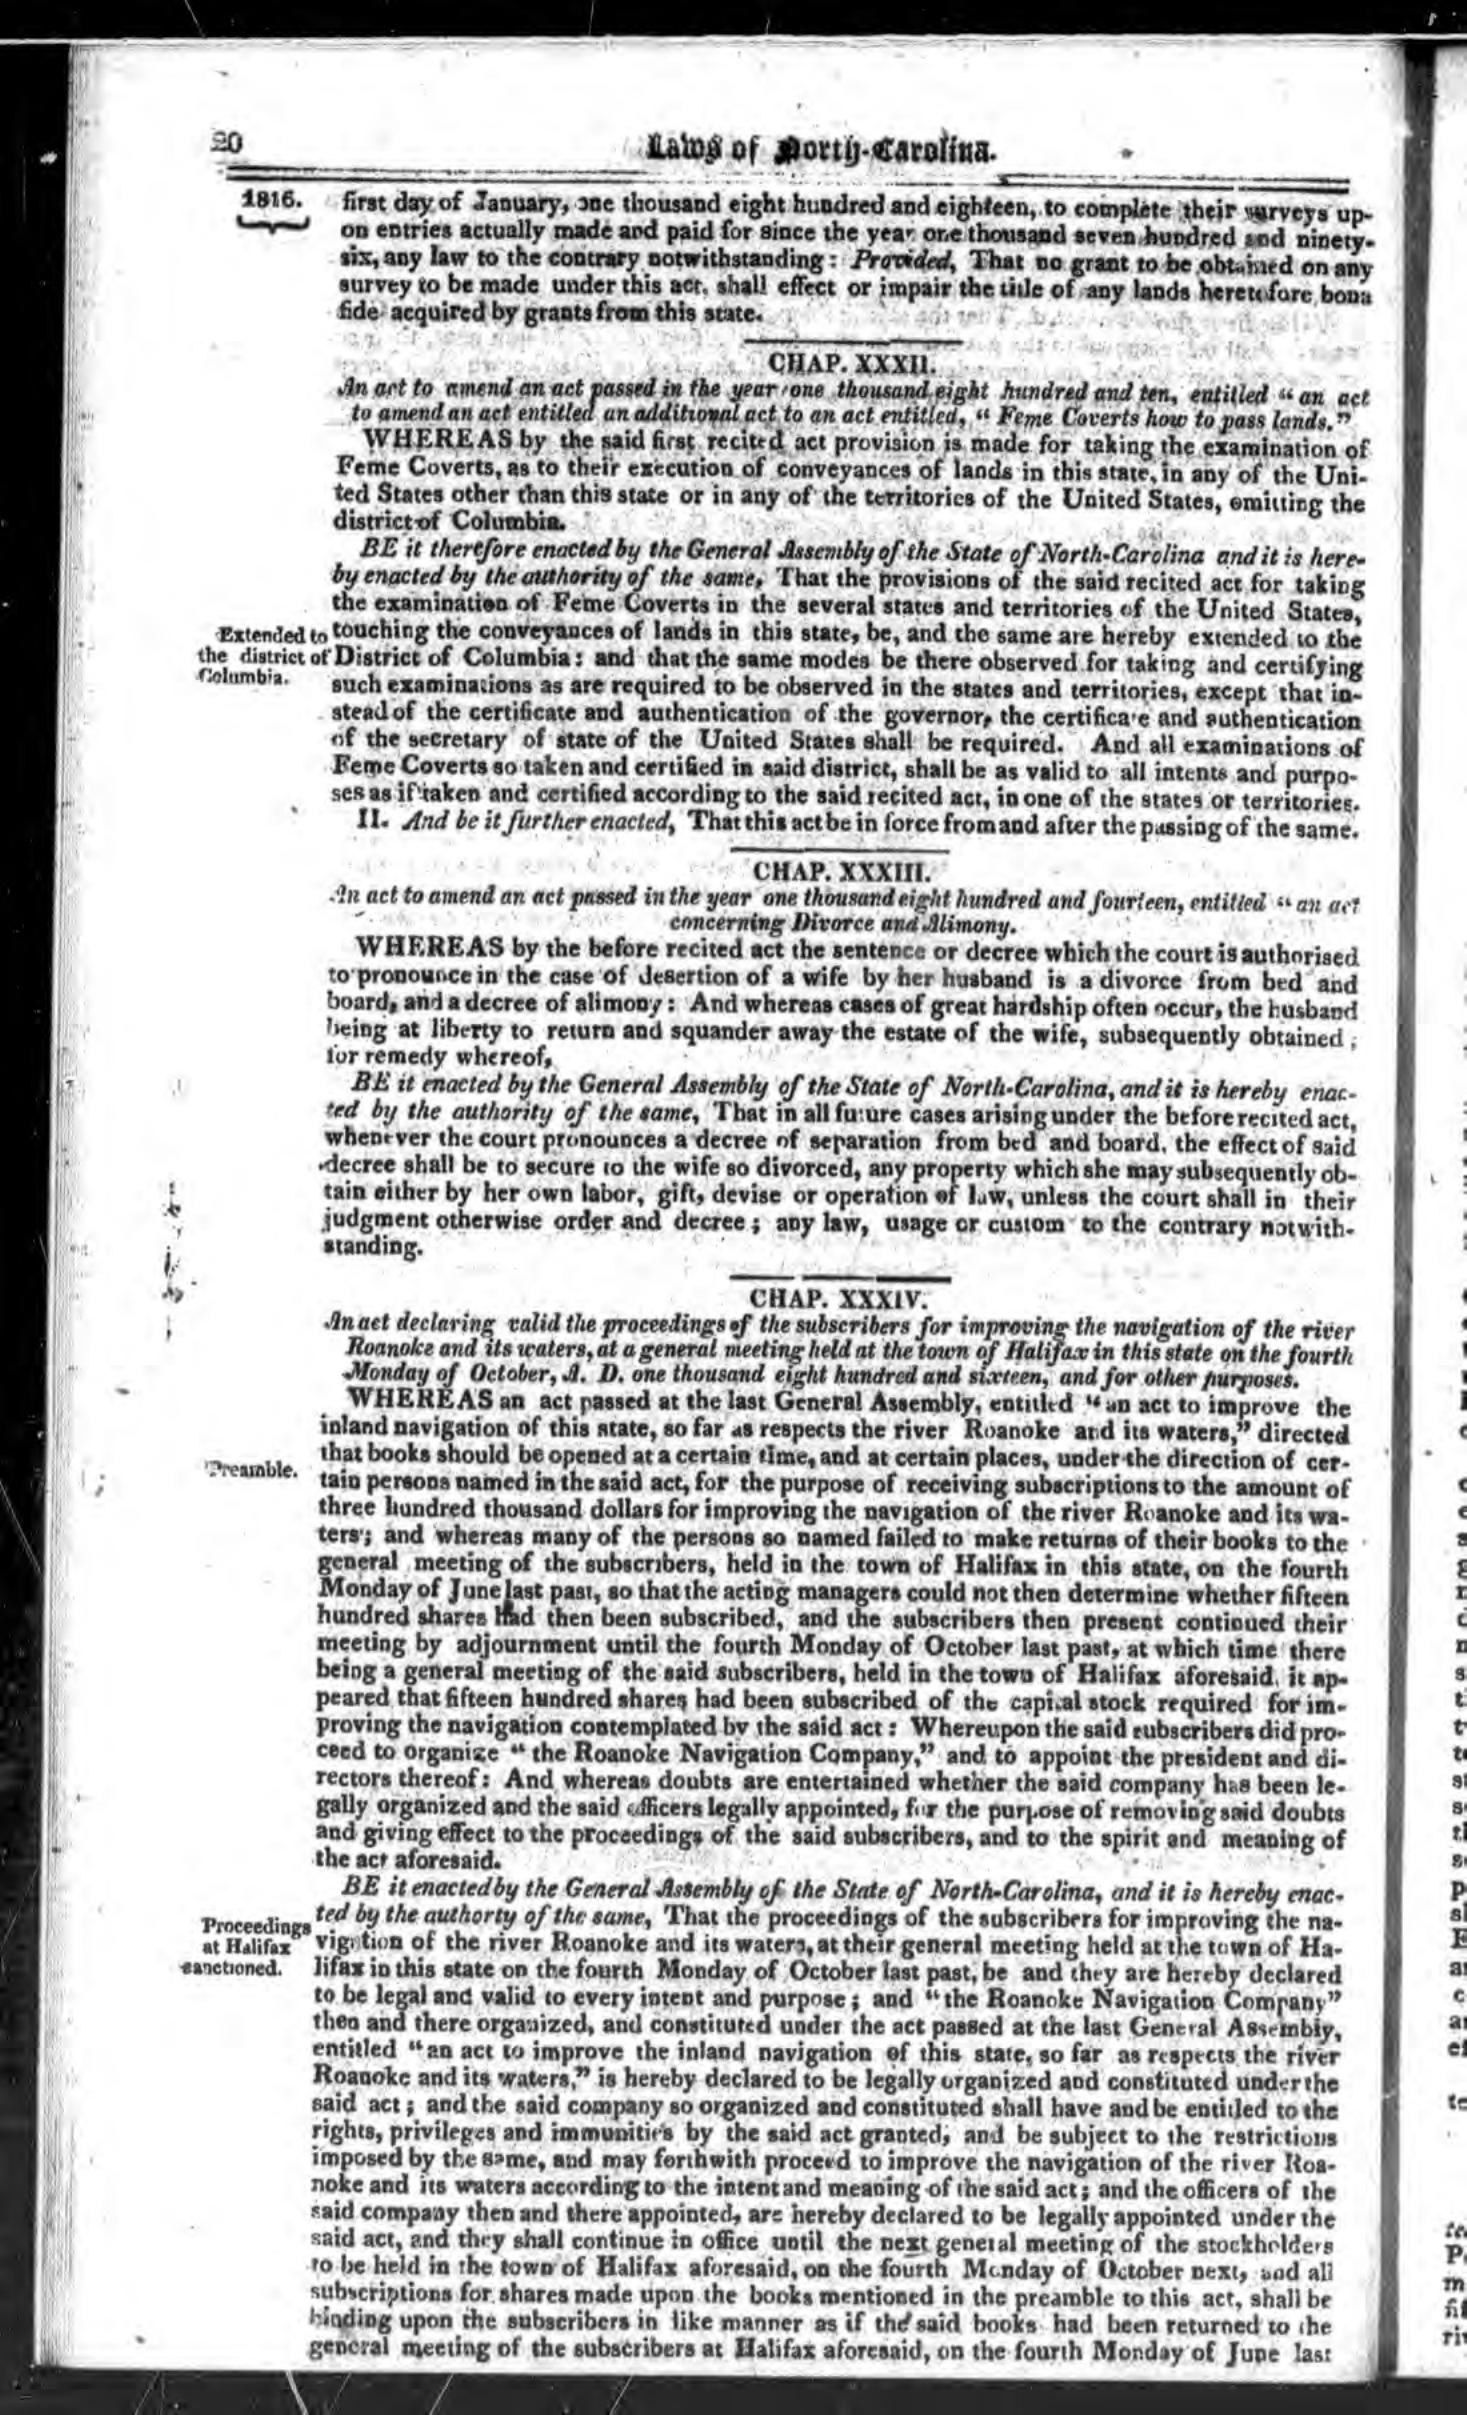 20
Laws of North-Carolina.
1816.
first day of January, one thousand eight hundred and eighteen, to complete their surveys up-
on entries actually made and paid for since the year one thousand seven hundred and ninety-
six, any law to the contrary notwithstanding: Provided, That no grant to be obtained on any
survey to be made under this act, shall effect or impair the title of any lands heretofore bona
fide acquired by grants from this state.
CHAP. XXXII.
An act to amend an act passed in the year one thousand eight hundred and ten, entitled "an act
to amend an act entitled an additional act to an act entitled, "Feme Coverts how to pass lands."
WHEREAS by the said first recited act provision is made for taking the examination of
Feme Coverts, as to their execution of conveyances of lands in this state, in any of the Uni-
ted States other than this state or in any of the territories of the United States, omitting the
district of Columbia.
BE it therefore enacted by the General Assembly of the State of North-Carolina and it is here-
by enacted by the authority of the same, That the provisions of the said recited act for taking
the examination of Feme Coverts in the several states and territories of the United States,
touching the conveyances of lands in this state, be, and the same are hereby extended to the
District of Columbia: and that the same modes be there observed for taking and certifying
such examinations as are required to be observed in the states and territories, except that in-
stead of the certificate and authentication of the governor, the certificate and authentication
of the secretary of state of the United States shall be required. And all examinations of
Feme Coverts so taken and certified in said district, shall be as valid to all intents and purpo-
ses as if taken and certified according to the said recited act, in one of the states or territories.
Extended to
the district of
Columbia.
II. And be it further enacted, That this act be in force from and after the passing of the same.
CHAP. XXXIII.
An act to amend an act passed in the year one thousand eight hundred and fourteen, entitled "an act
concerning Divorce and Alimony.
WHEREAS by the before recited act the sentence or decree which the court is authorised
to pronounce in the case of desertion of a wife by her husband is a divorce from bed and
board, and a decree of alimony: And whereas cases of great hardship often occur, the husband
being at liberty to return and squander away the estate of the wife, subsequently obtained;
for remedy whereof,
BE it enacted by the General Assembly of the State of North-Carolina, and it is hereby enac-
ted by the authority of the same, That in all future cases arising under the before recited act,
whenever the court pronounces a decree of separation from bed and board, the effect of said
decree shall be to secure to the wife so divorced, any property which she may subsequently ob-
tain either by her own labor, gift, devise or operation of law, unless the court shall in their
judgment otherwise order and decree; any law, usage or custom to the contrary notwith-
standing.
CHAP. XXXIV.
An act declaring valid the proceedings of the subscribers for improving the navigation of the river
Roanoke and its waters, at a general meeting held at the town of Halifax in this state on the fourth
Monday of October, A. D. one thousand eight hundred and sixteen, and for other purposes.
WHEREAS an act passed at the last General Assembly, entitled "an act to improve the
inland navigation of this state, so far as respects the river Roanoke and its waters," directed
that books should be opened at a certain time, and at certain places, under the direction of cer-
tain persons named in the said act, for the purpose of receiving subscriptions to the amount of
three hundred thousand dollars for improving the navigation of the river Roanoke and its wa-
ters; and whereas many of the persons so named failed to make returns of their books to the
general meeting of the subscribers, held in the town of Halifax in this state, on the fourth
Monday of June last past, so that the acting managers could not then determine whether fifteen
hundred shares had then been subscribed, and the subscribers then present continued their
meeting by adjournment until the fourth Monday of October last past, at which time there
being a general meeting of the said subscribers, held in the town of Halifax aforesaid, it ap-
peared that fifteen hundred shares had been subscribed of the capital stock required for im-
proving the navigation contemplated by the said act: Whereupon the said subscribers did pro-
ceed to organize "the Roanoke Navigation Company," and to appoint the president and di-
rectors thereof: And whereas doubts are entertained whether the said company has been le-
gally organized and the said officers legally appointed, for the purpose of removing said doubts
and giving effect to the proceedings of the said subscribers, and to the spirit and meaning of
the act aforesaid.
Preamble.
BE it enacted by the General Assembly of the State of North-Carolina, and it is hereby enac-
ted by the authorty of the same, That the proceedings of the subscribers for improving the na-
vigation of the river Roanoke and its waters, at their general meeting held at the town of Ha-
lifax in this state on the fourth Monday of October last past, be and they are hereby declared
to be legal and valid to every intent and purpose; and "the Roanoke Navigation Company"
then and there organized, and constituted under the act passed at the last General Assembly,
entitled "an act to improve the inland navigation of this state, so far as respects the river
Roanoke and its waters," is hereby declared to be legally organized and constituted under the
said act; and the said company so organized and constituted shall have and be entitled to the
rights, privileges and immunities by the said act granted, and be subject to the restrictions
imposed by the same, and may forthwith proceed to improve the navigation of the river Roa-
noke and its waters according to the intent and meaning of the said act; and the officers of the
said company then and there appointed, are hereby declared to be legally appointed under the
said act, and they shall continue in office until the next general meeting of the stockholders
to be held in the town of Halifax aforesaid, on the fourth Monday of October next, and all
subscriptions for shares made upon the books mentioned in the preamble to this act, shall be
binding upon the subscribers in like manner as if the said books had been returned to the
general meeting of the subscribers at Halifax aforesaid, on the fourth Monday of June last
Proceedings
at Halifax
sanctioned.